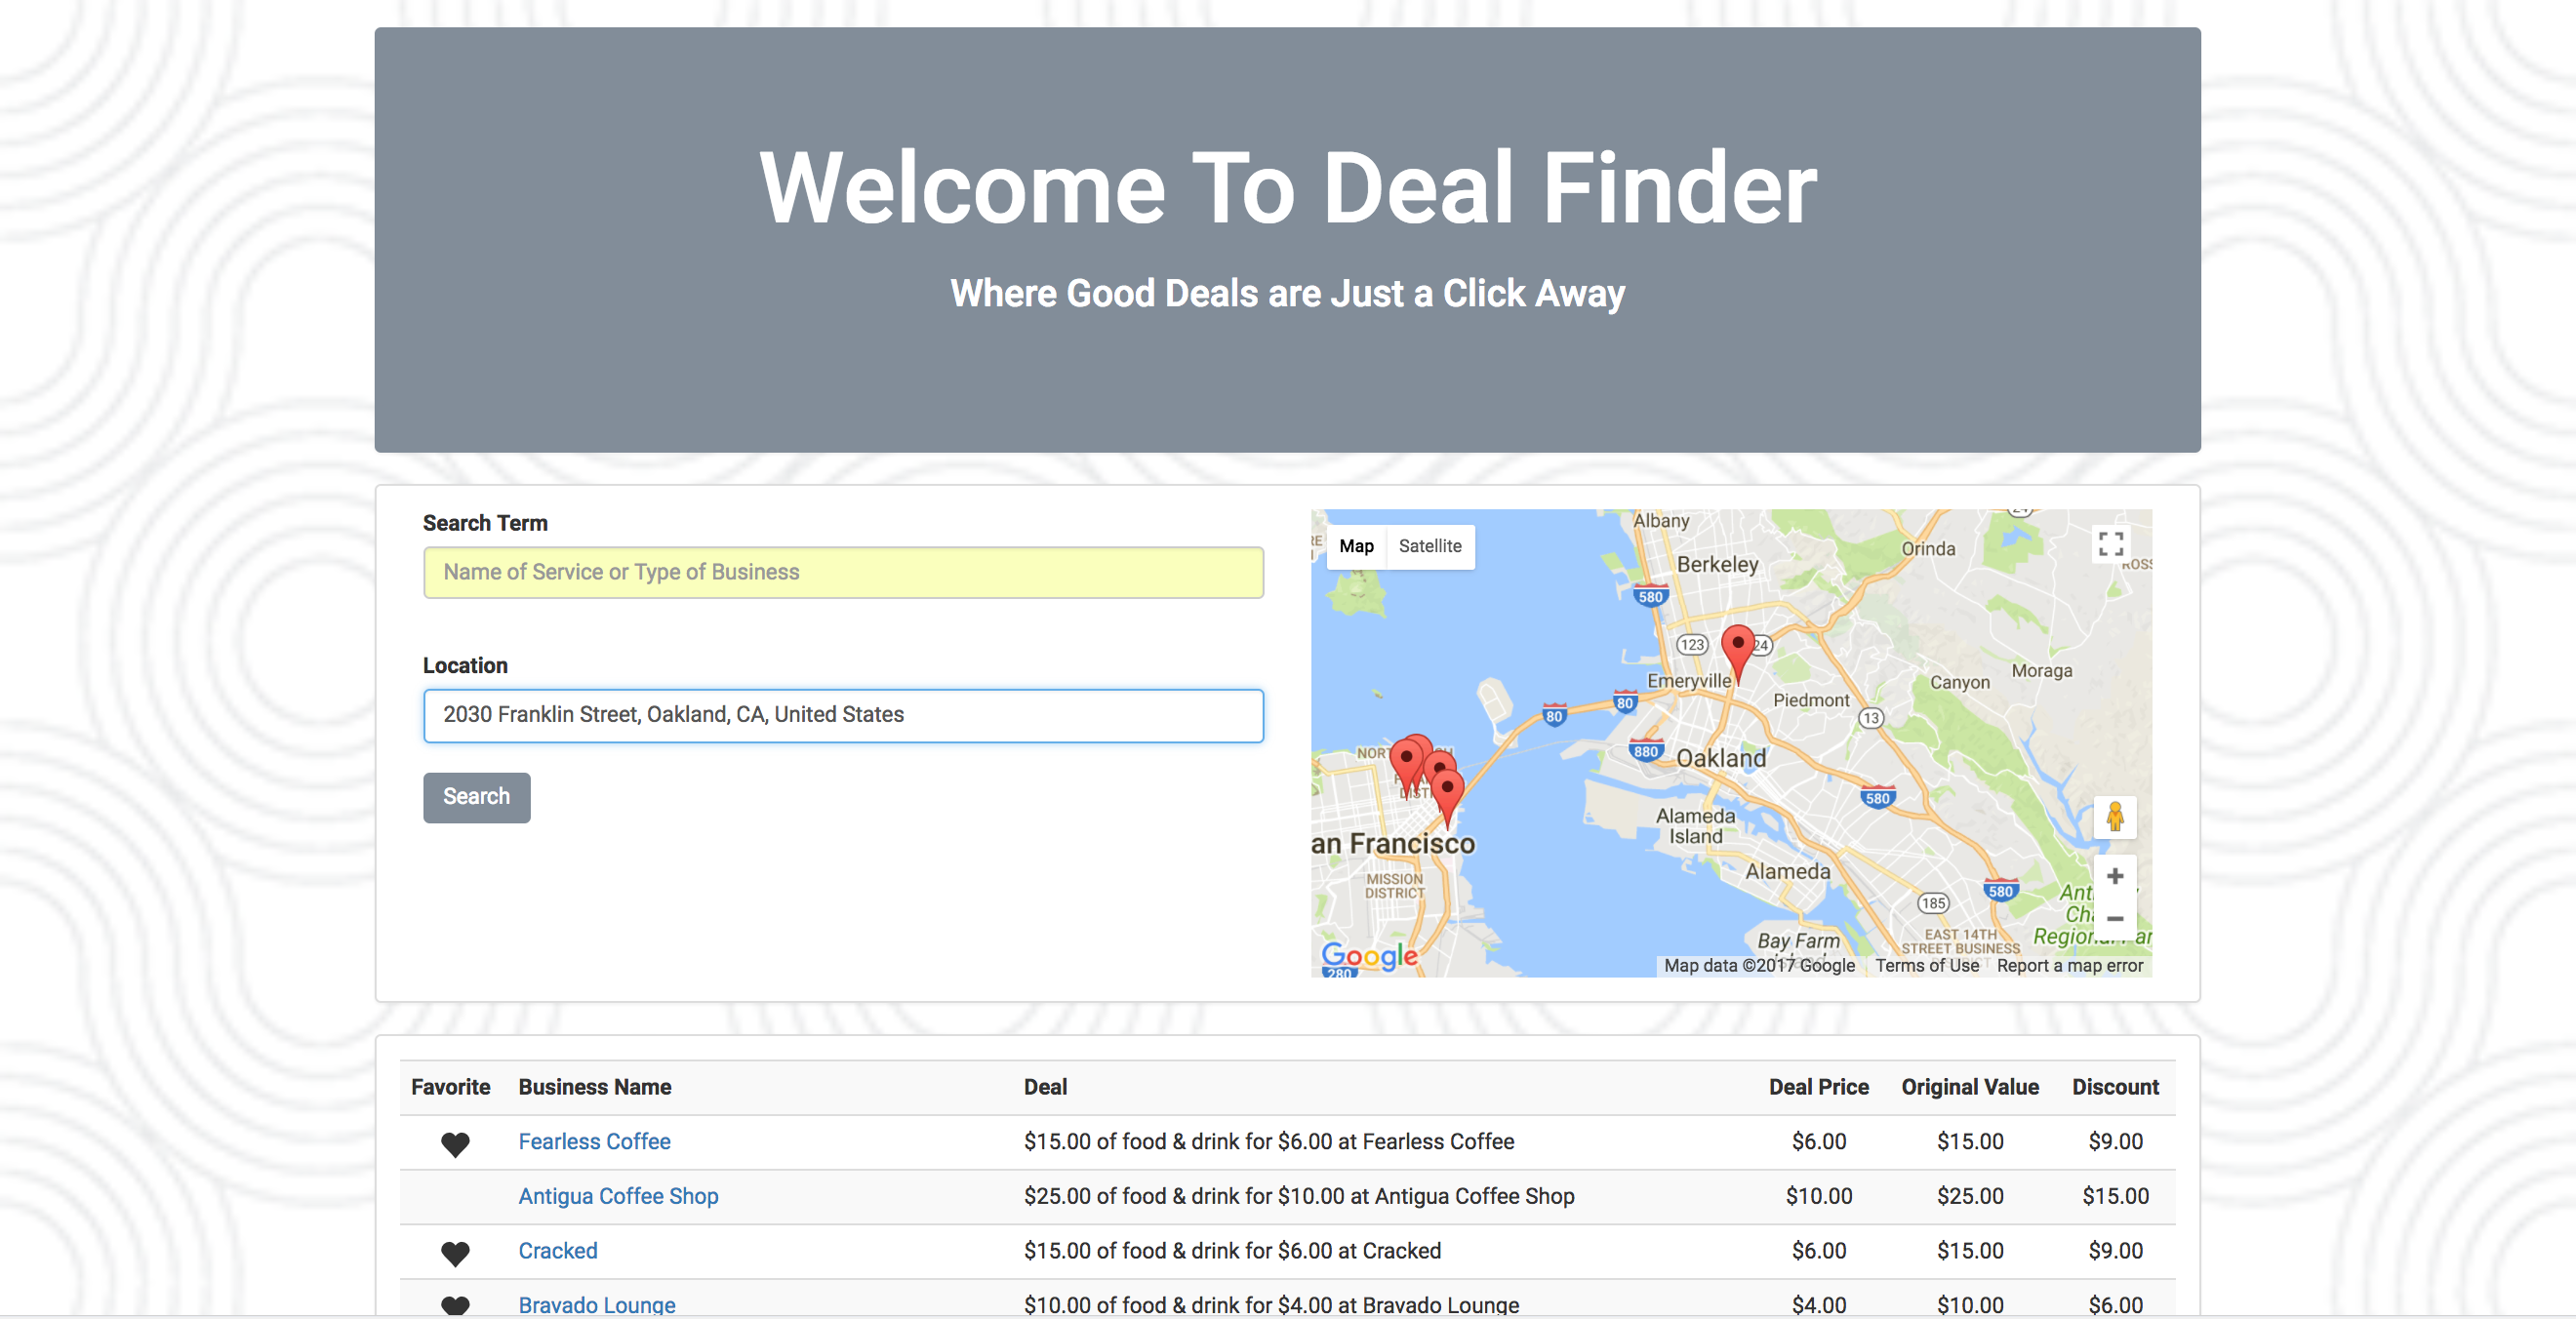 Welcome To Deal Finder
Where Good Deals are Just a Click Away
Search Term
Name of Service or Type of Business
Location
2030 Franklin Street, Oakland, CA, United States
Search
Map Satellite
Albany
Berkeley
Orinda
580
123
24
Emeryville
Moraga
Canyon
Piedmont
80
80
13
880
Oakland
580
Alameda
Island
an Francisco
MISSION
DISTRICT
Alameda
580
185
EAST 14TH
STREET BUSINESS
Bay Farm
Google
280
Map data ©2017 Google Terms of Use Report a map error
Favorite Business Name Deal Deal Price Original Value Discount
Fearless Coffee $15.00 of food & drink for $6.00 at Fearless Coffee $6.00 $15.00 $9.00
Antigua Coffee Shop $25.00 of food & drink for $10.00 at Antigua Coffee Shop $10.00 $25.00 $15.00
Cracked $15.00 of food & drink for $6.00 at Cracked $6.00 $15.00 $9.00
Bravado Lounge $10.00 of food & drink for $4.00 at Bravado Lounge $4.00 $10.00 $6.00